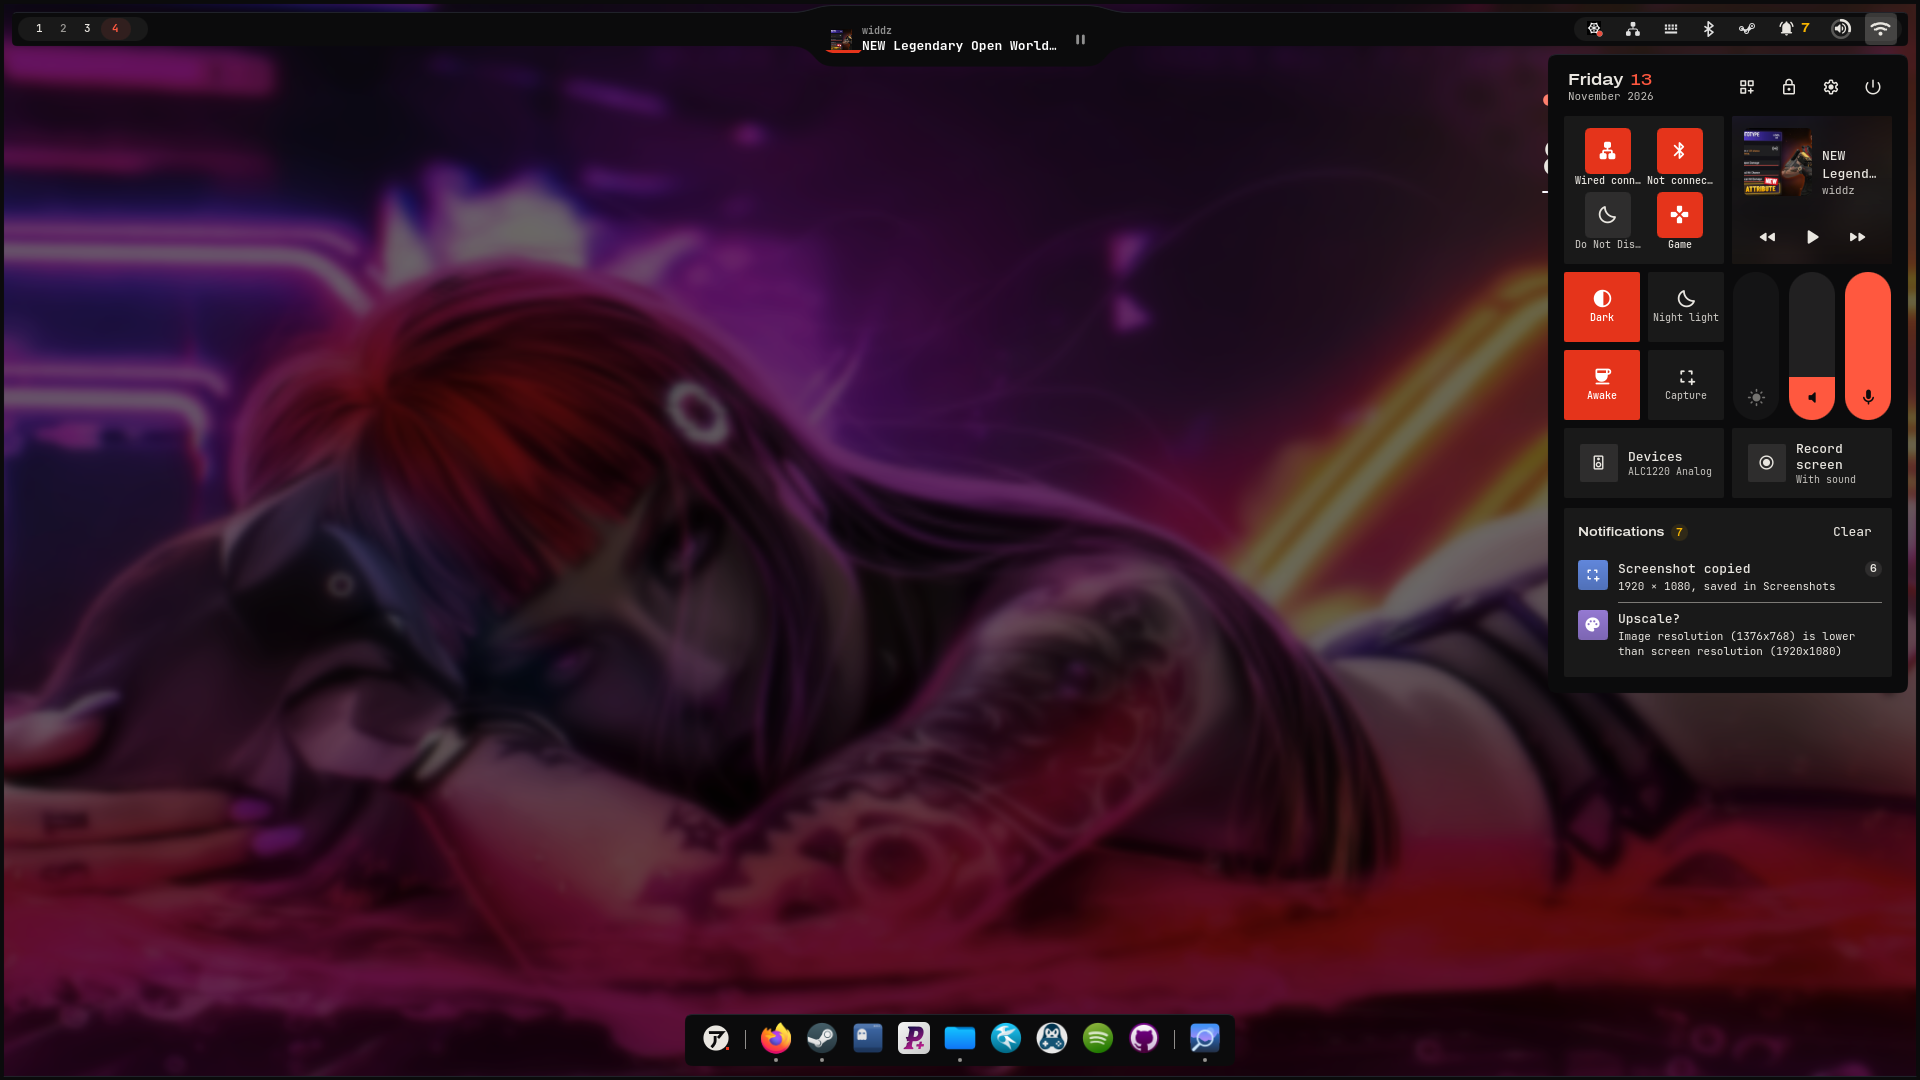 1 2 3 4
widdz
NEW Legendary Open World…
7
Friday 13
November 2026
Wired conn…
Not connec…
Do Not Dis…
Game
NEW
Legend…
widdz
ATTRIBUTE
NEW
Dark
Night light
Awake
Capture
Devices
ALC1220 Analog
Record
screen
With sound
Notifications 7
Clear
Screenshot copied
6
1920 × 1080, saved in Screenshots
Upscale?
Image resolution (1376x768) is lower
than screen resolution (1920x1080)